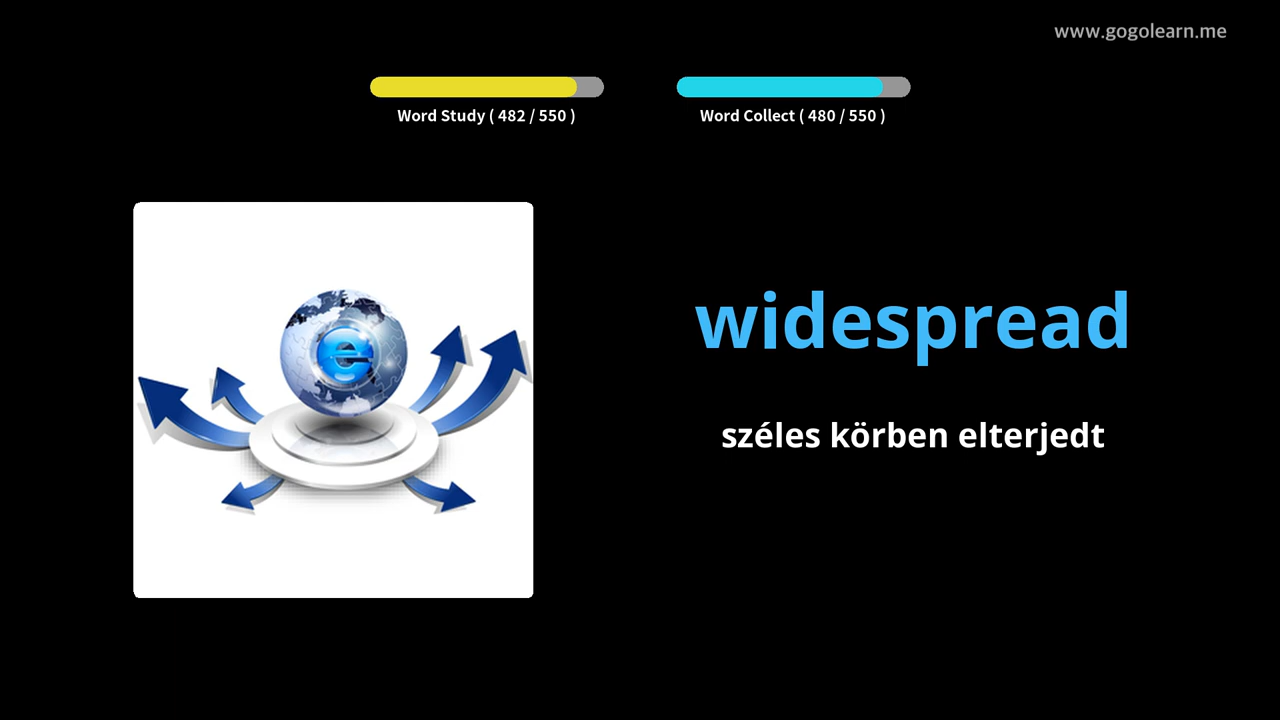 www.gogolearn.me
Word Study ( 482 / 550 )
Word Collect ( 480 / 550 )
e
widespread
széles körben elterjedt